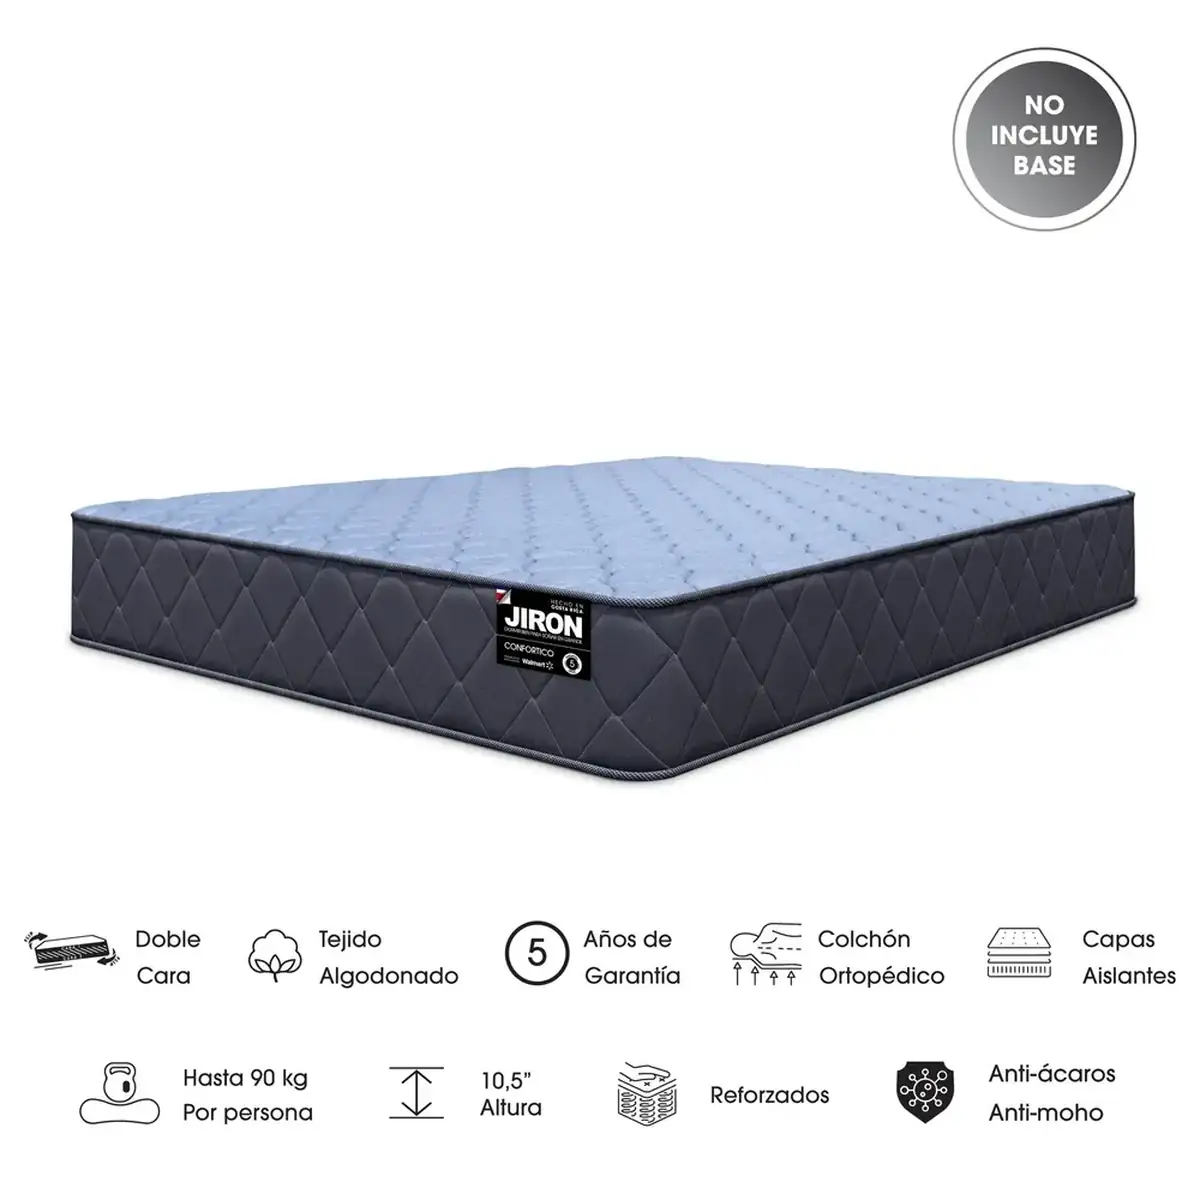 NO
INCLUYE
BASE
HECHO EN
COSTA RICA
JIRON
CONFORTICO
Walmart
5
Doble
Cara
Tejido
Algodonado
5
Años de
Garantía
Colchón
Ortopédico
Capas
Aislantes
Hasta 90 kg
Por persona
10,5”
Altura
Reforzados
Anti-ácaros
Anti-moho